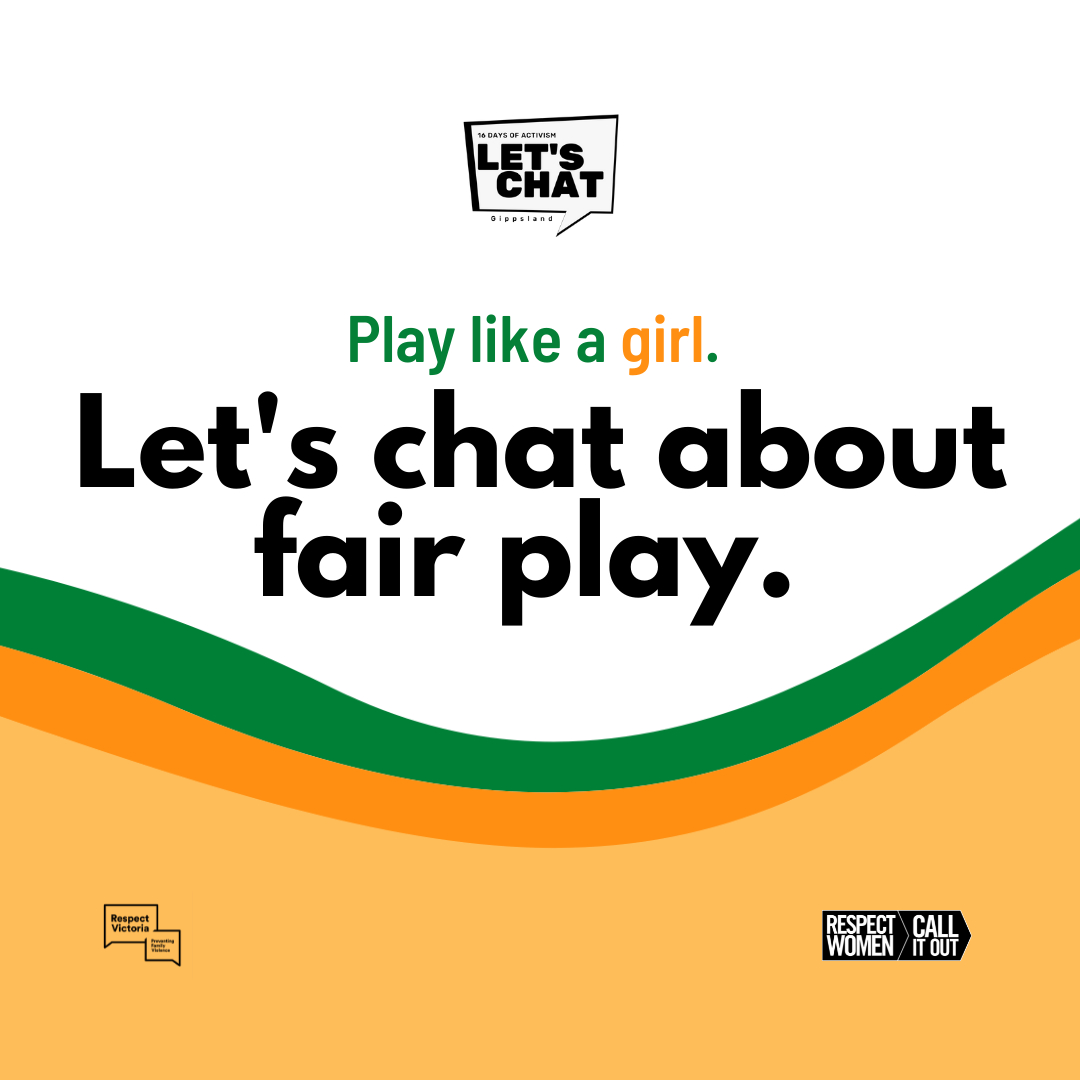 16 DAYS OF ACTIVISM
LET'S
CHAT
Gippsland
Play like a girl.
Let's chat about
fair play.
Respect
Victoria
Preventing
Family
Violence
RESPECT
WOMEN
CALL
IT OUT